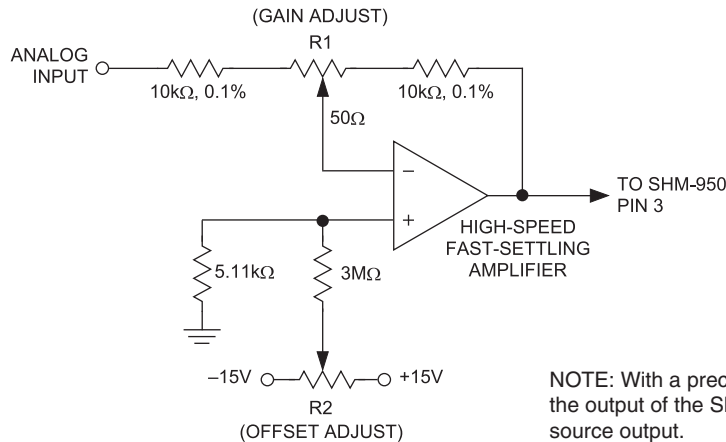 (GAIN ADJUST)
R1
ANALOG
INPUT
10kΩ, 0.1%
10kΩ, 0.1%
50Ω
−
+
TO SHM-950
PIN 3
HIGH-SPEED
FAST-SETTLING
AMPLIFIER
5.11kΩ
3MΩ
–15V
+15V
R2
(OFFSET ADJUST)
NOTE: With a prec
the output of the
source output.